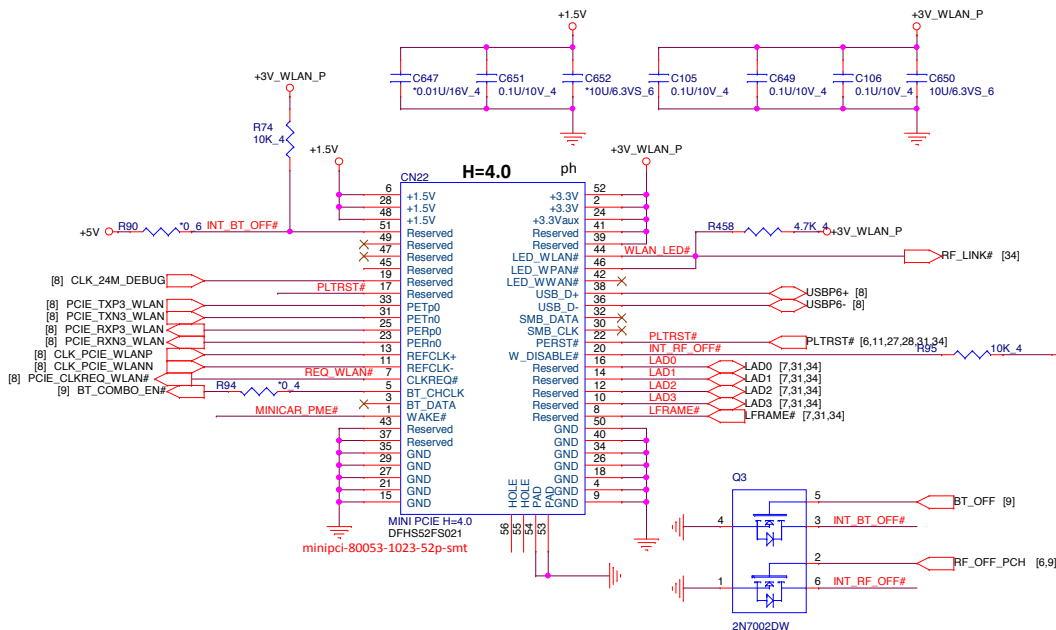 +1.5V
+3V_WLAN_P
C647
*0.01U/16V_4
C651
0.1U/10V_4
C652
*10U/6.3VS_6
C105
0.1U/10V_4
C649
0.1U/10V_4
C106
0.1U/10V_4
C650
10U/6.3VS_6
+3V_WLAN_P
R74
10K_4
+1.5V
H=4.0
ph
+3V_WLAN_P
CN22
+5V
R90
*0_6
INT_BT_OFF#
6 +1.5V
28 +1.5V
48 +1.5V
51 Reserved
49 Reserved
47 Reserved
45 Reserved
19 Reserved
17 Reserved
33 PETp0
31 PETn0
25 PERp0
23 PERn0
13 REFCLK+
11 REFCLK-
7 CLKREQ#
5 BT_CHCLK
3 BT_DATA
1 WAKE#
43 Reserved
37 Reserved
35 GND
29 GND
27 GND
21 GND
15 GND
[8] CLK_24M_DEBUG
PLTRST#
[8] PCIE_TXP3_WLAN
[8] PCIE_TXN3_WLAN
[8] PCIE_RXP3_WLAN
[8] PCIE_RXN3_WLAN
[8] CLK_PCIE_WLANP
[8] CLK_PCIE_WLANN
[8] PCIE_CLKREQ_WLAN#
REQ_WLAN#
[9] BT_COMBO_EN#
R94
*0_4
MINICAR_PME#
+3.3V 52
+3.3V 2
+3.3Vaux 24
Reserved 41
Reserved 39
LED_WLAN# 44
LED_WPAN# 46
LED_WWAN# 42
USB_D+ 38
USB_D- 36
SMB_DATA 32
SMB_CLK 30
PERST# 22
W_DISABLE# 20
Reserved 16
Reserved 14
Reserved 12
Reserved 10
Reserved 8
GND 50
GND 40
GND 34
GND 26
GND 18
GND 4
GND 9
WLAN_LED#
R458
4.7K_4
+3V_WLAN_P
RF_LINK# [34]
USBP6+ [8]
USBP6- [8]
PLTRST#
PLTRST# [6,11,27,28,31,34]
INT_RF_OFF#
R95
10K_4
LAD0
LAD0 [7,31,34]
LAD1
LAD1 [7,31,34]
LAD2
LAD2 [7,31,34]
LAD3
LAD3 [7,31,34]
LFRAME#
LFRAME# [7,31,34]
HOLE
HOLE
PAD
PAD
56
55
54
53
MINI PCIE H=4.0
DFHS52FS021
minipci-80053-1023-52p-smt
Q3
5
BT_OFF [9]
4
3
INT_BT_OFF#
2
RF_OFF_PCH [6,9]
1
6
INT_RF_OFF#
2N7002DW